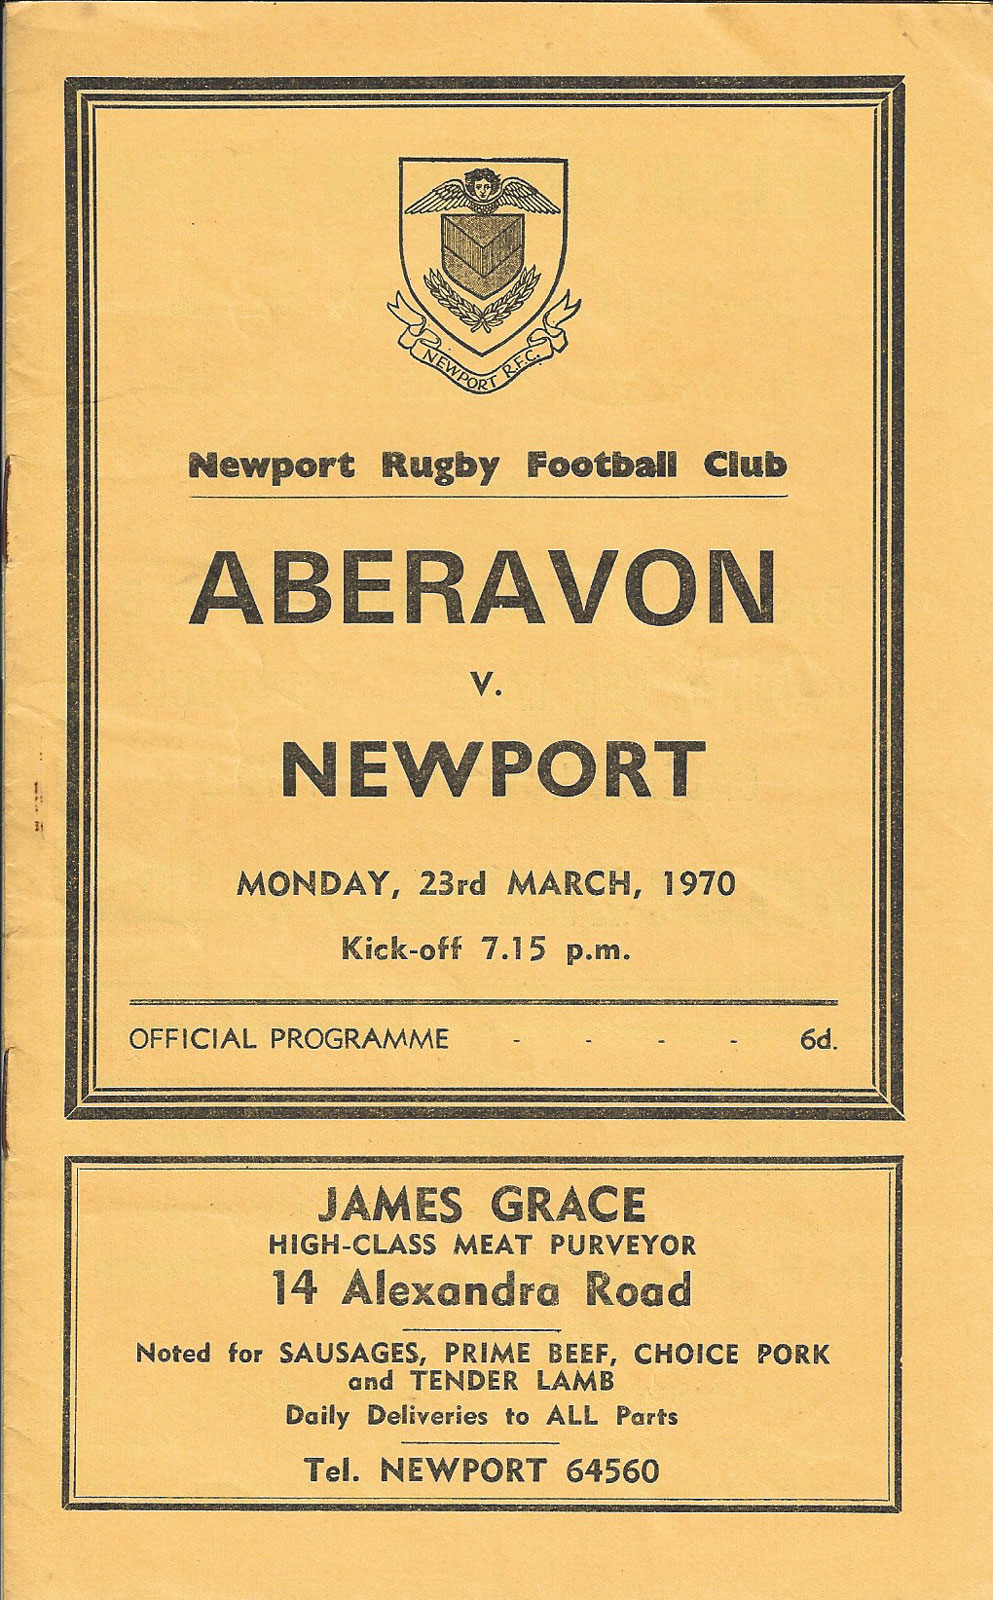 NEWPORT R.F.C.
Newport Rugby Football Club
ABERAVON
v.
NEWPORT
MONDAY, 23rd MARCH, 1970
Kick-off 7.15 p.m.
OFFICIAL PROGRAMME - - - - 6d.
JAMES GRACE
HIGH-CLASS MEAT PURVEYOR
14 Alexandra Road
Noted for SAUSAGES, PRIME BEEF, CHOICE PORK
and TENDER LAMB
Daily Deliveries to ALL Parts
Tel. NEWPORT 64560